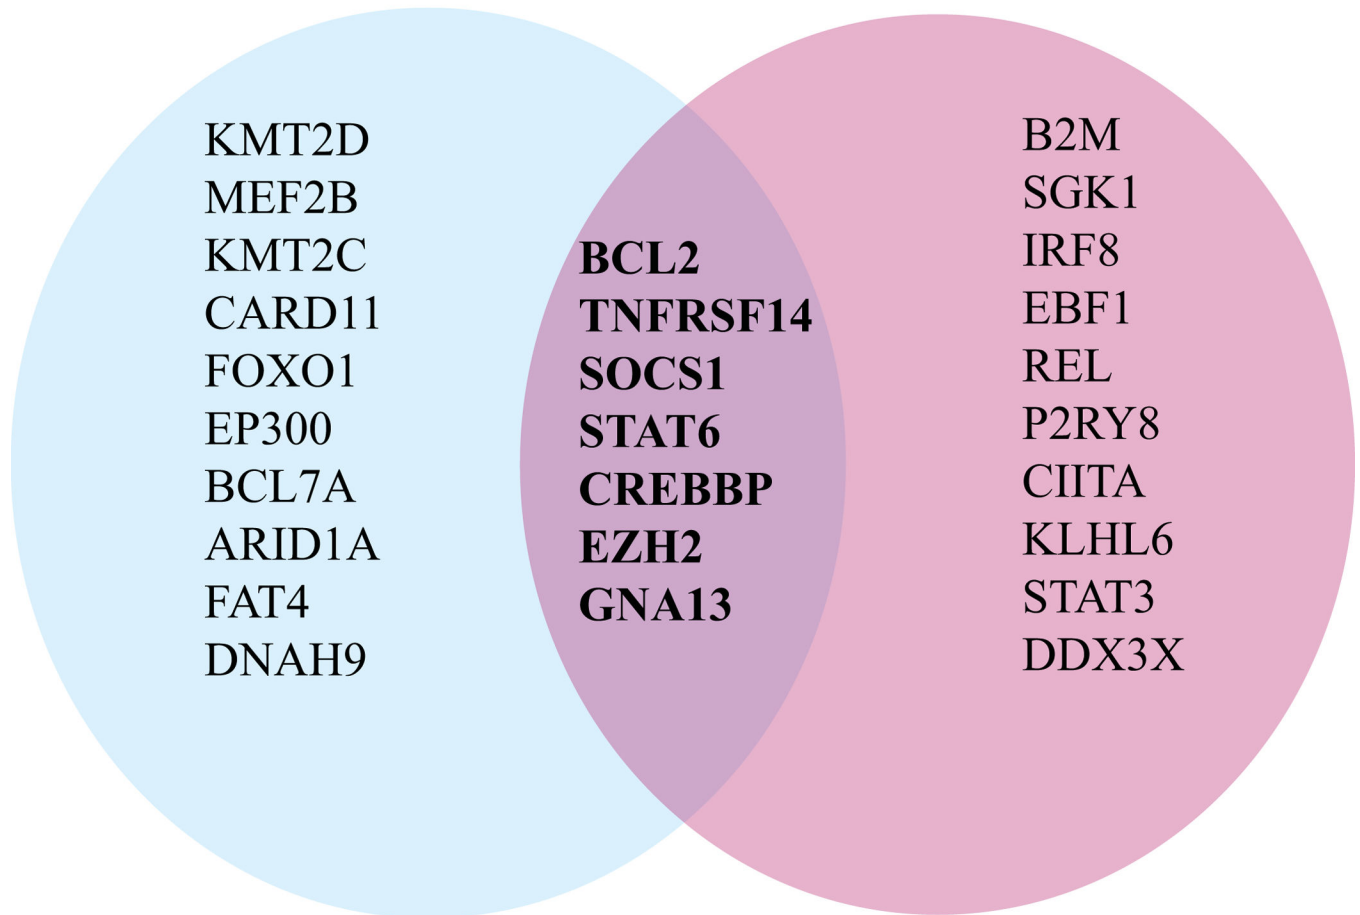 KMT2D
MEF2B
KMT2C
CARD11
FOXO1
EP300
BCL7A
ARID1A
FAT4
DNAH9
BCL2
TNFRSF14
SOCS1
STAT6
CREBBP
EZH2
GNA13
B2M
SGK1
IRF8
EBF1
REL
P2RY8
CIITA
KLHL6
STAT3
DDX3X